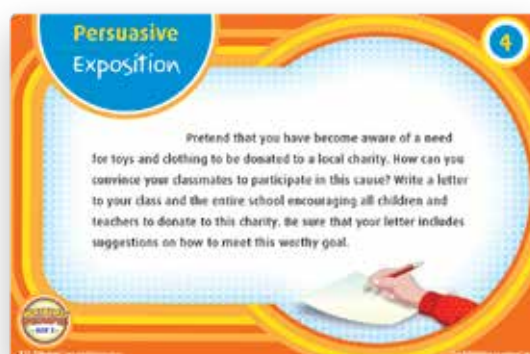 Persuasive
Exposition
4
Pretend that you have become aware of a need
for toys and clothing to be donated to a local charity. How can you
convince your classmates to participate in this cause? Write a letter
to your class and the entire school encouraging all children and
teachers to donate to this charity. Be sure that your letter includes
suggestions on how to meet this worthy goal.